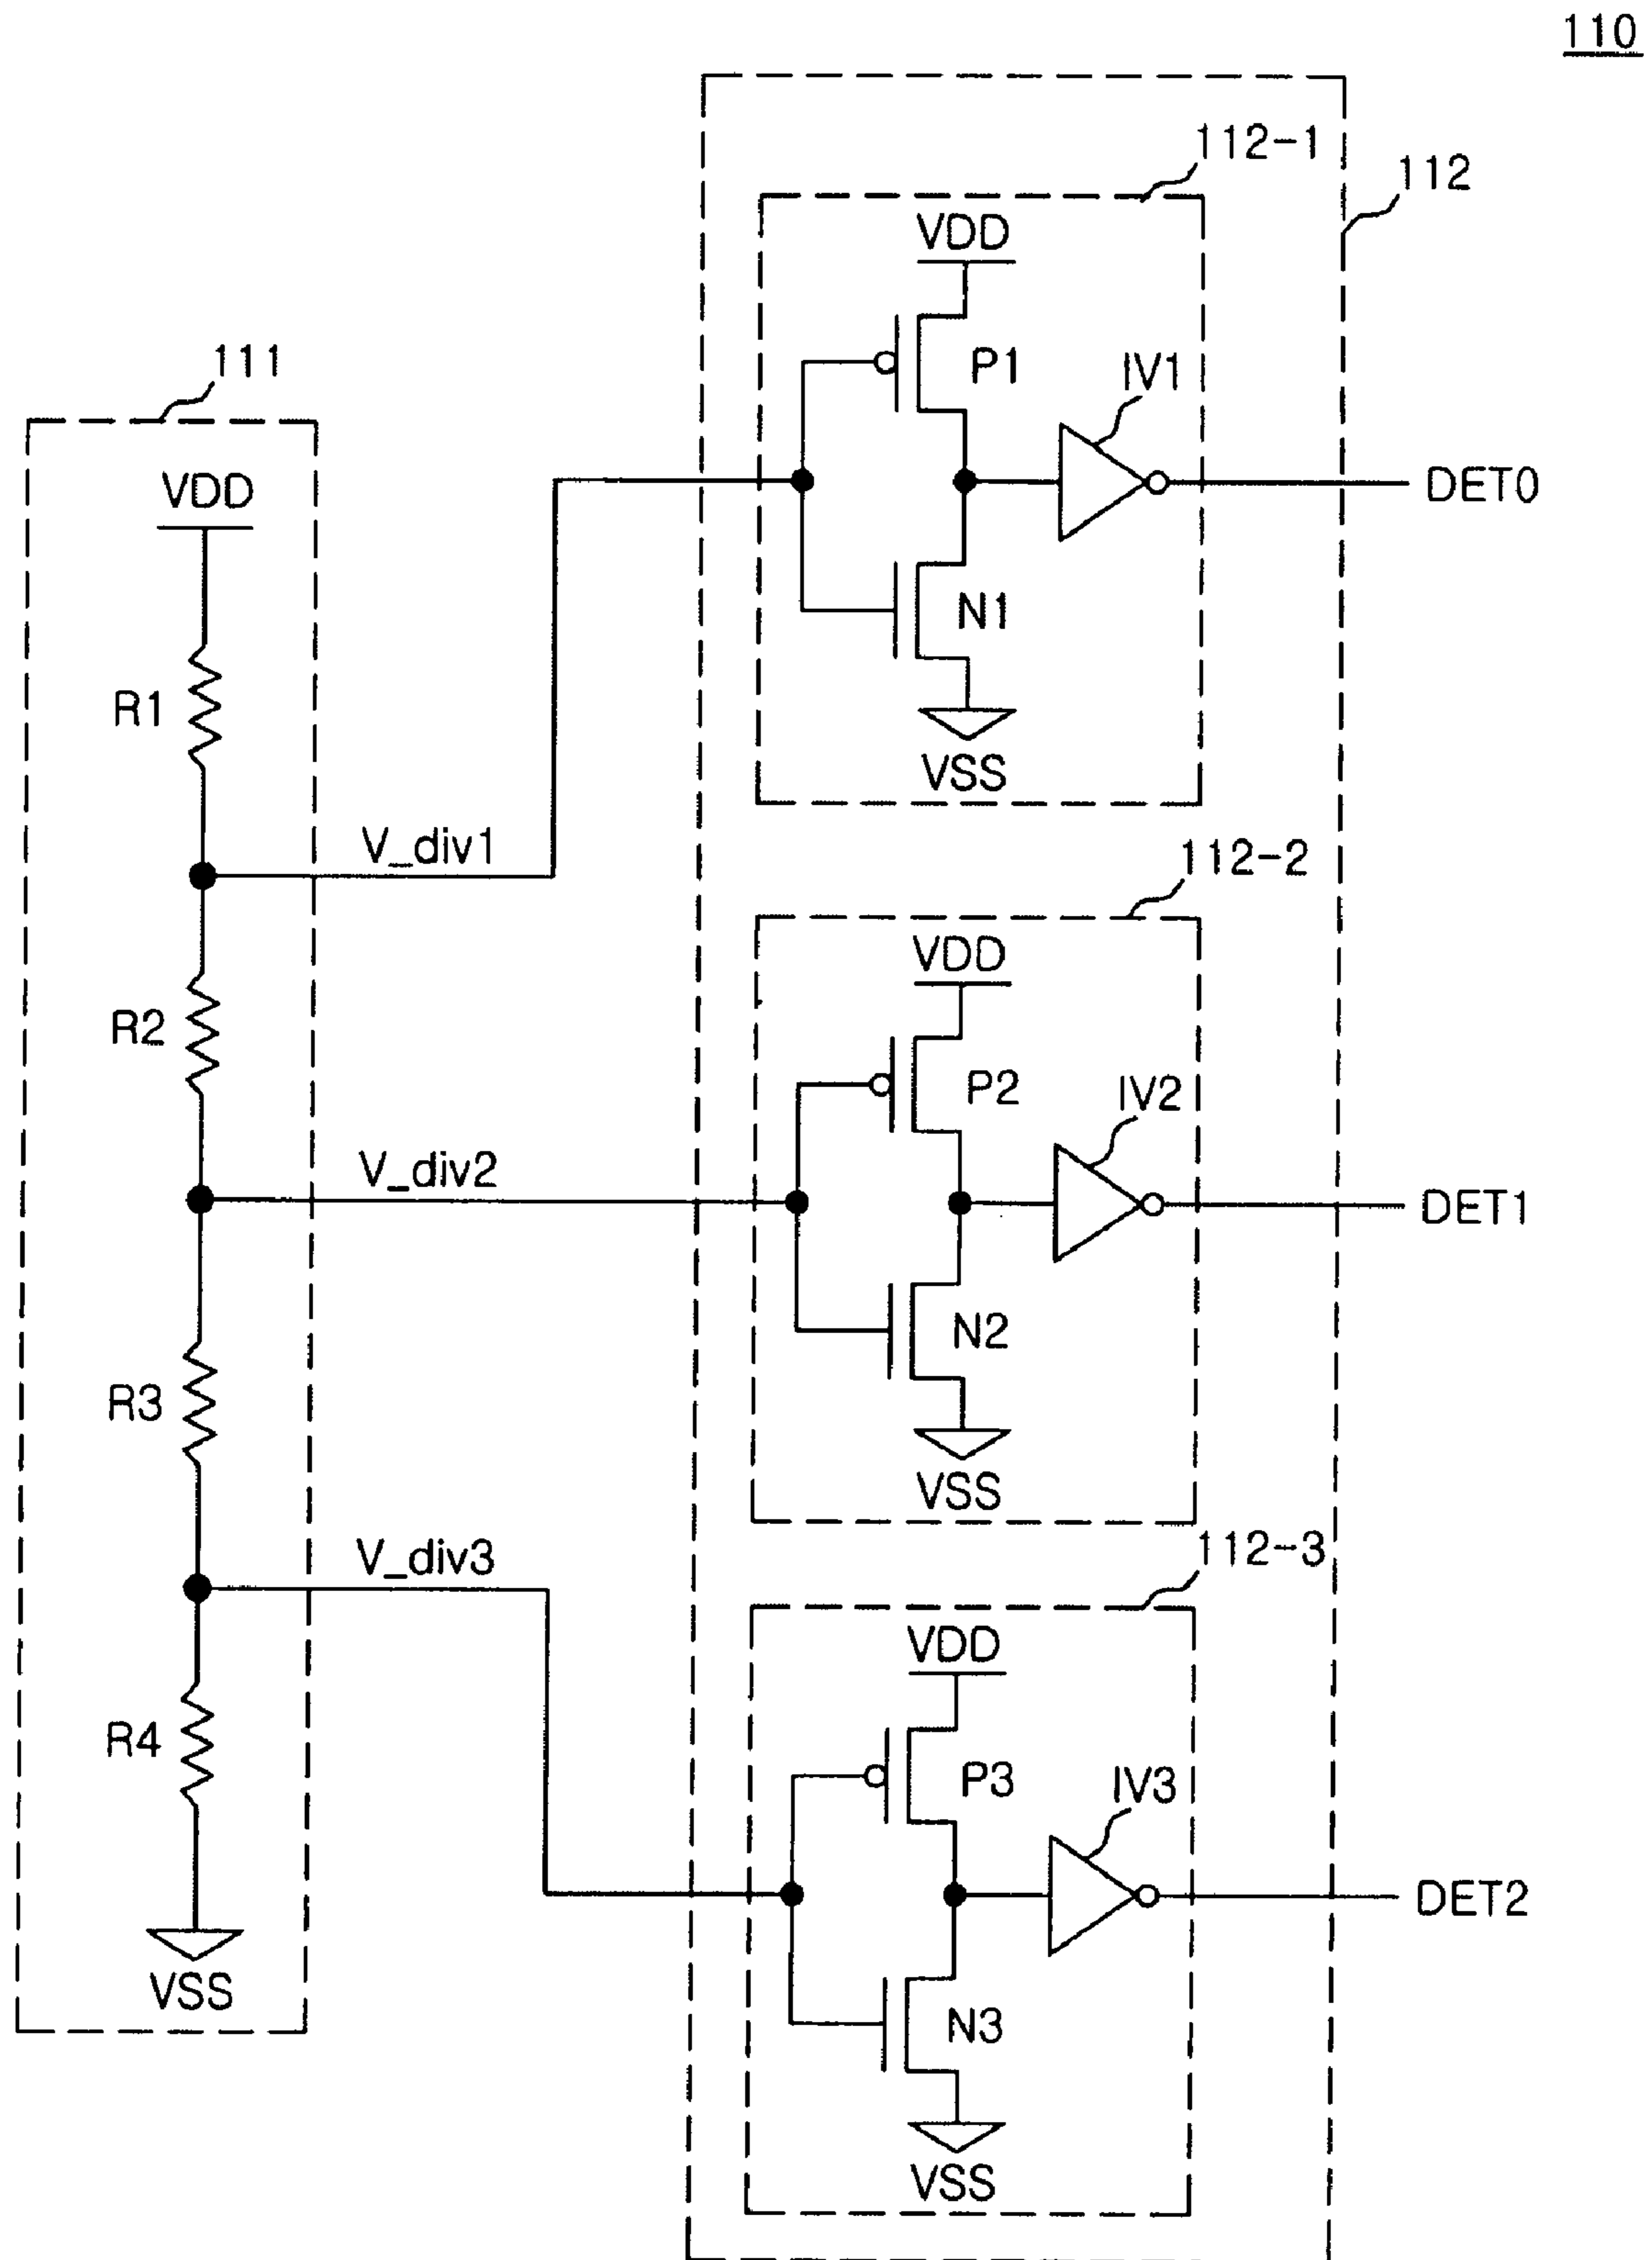 110
112-1
112
VDD
P1
IV1
DET0
N1
VSS
111
VDD
R1
V_div1
R2
V_div2
R3
V_div3
R4
VSS
112-2
VDD
P2
IV2
DET1
N2
VSS
112-3
VDD
P3
IV3
DET2
N3
VSS